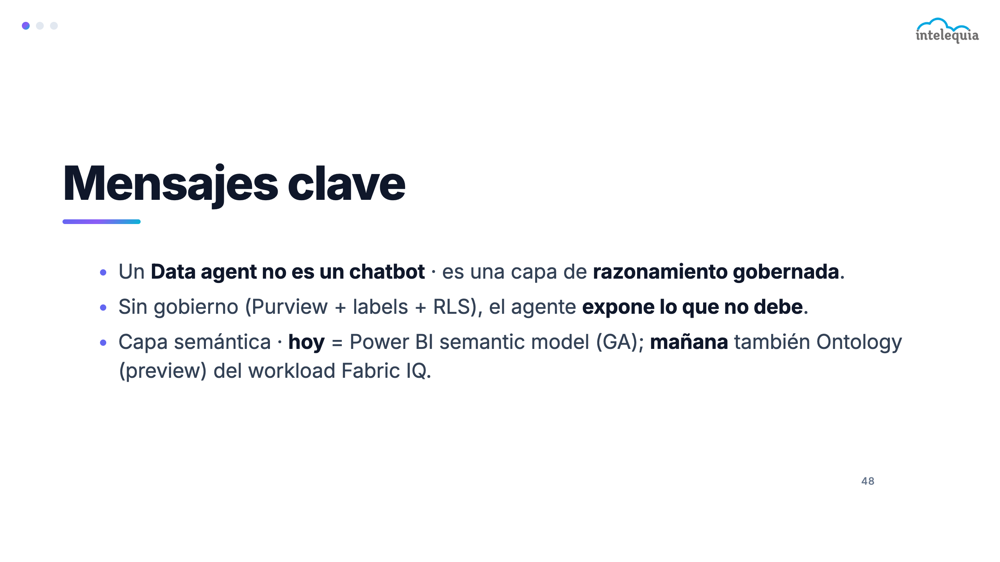 intelequia
Mensajes clave
Un Data agent no es un chatbot · es una capa de razonamiento gobernada.
Sin gobierno (Purview + labels + RLS), el agente expone lo que no debe.
Capa semántica · hoy = Power BI semantic model (GA); mañana también Ontology
(preview) del workload Fabric IQ.
48